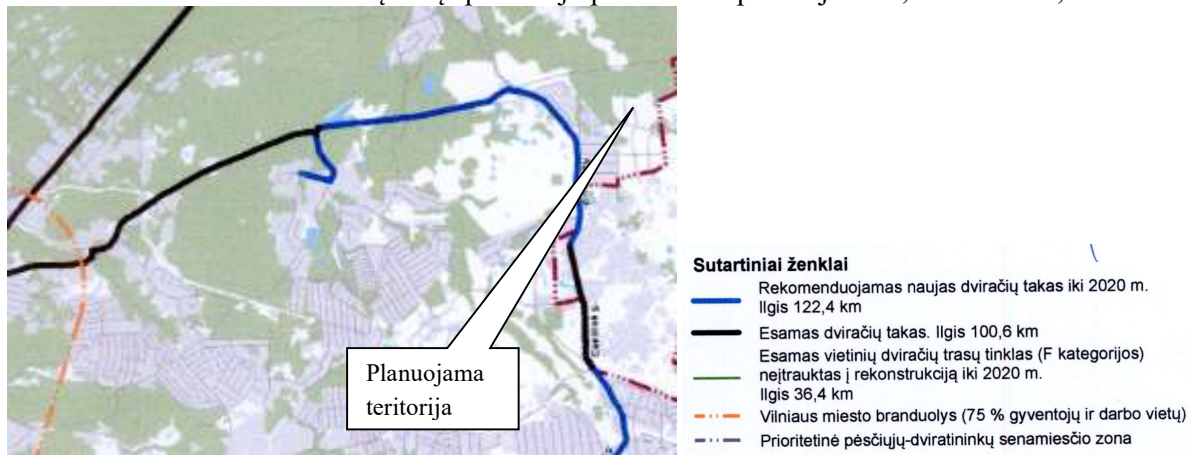 Planuojama
teritorija
Sutartiniai ženklai
Rekomenduojamas naujas dviračių takas iki 2020 m.
Ilgis 122,4 km
Esamas dviračių takas. Ilgis 100,6 km
Esamas vietinių dviračių trasų tinklas (F kategorijos)
neįtrauktas į rekonstrukciją iki 2020 m.
Ilgis 36,4 km
Vilniaus miesto branduolys (75 % gyventojų ir darbo vietų)
Prioritetinė pėsčiųjų-dviratininkų senamiesčio zona